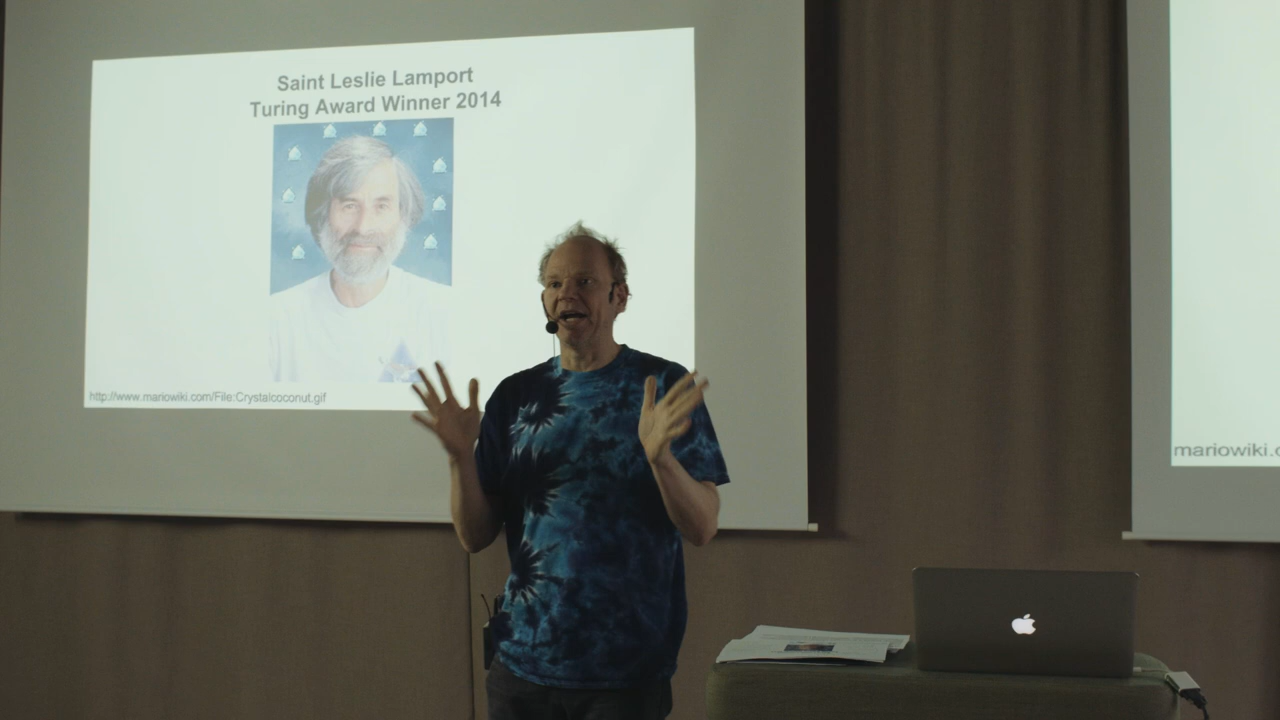 Saint Leslie Lamport
Turing Award Winner 2014
http://www.mariowiki.com/File:Crystalcoconut.gif
mariowiki.c